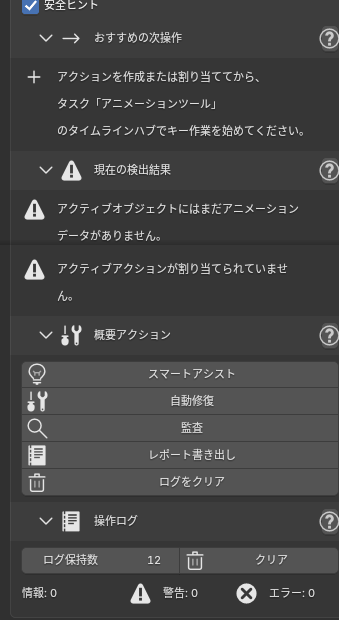 安全ヒント
おすすめの次操作
アクションを作成または割り当ててから、
タスク「アニメーションツール」
のタイムラインハブでキー作業を始めてください。
現在の検出結果
アクティブオブジェクトにはまだアニメーション
データがありません。
アクティブアクションが割り当てられていませ
ん。
概要アクション
スマートアシスト
自動修復
監査
レポート書き出し
ログをクリア
操作ログ
ログ保持数 12 クリア
情報: 0 警告: 0 エラー: 0